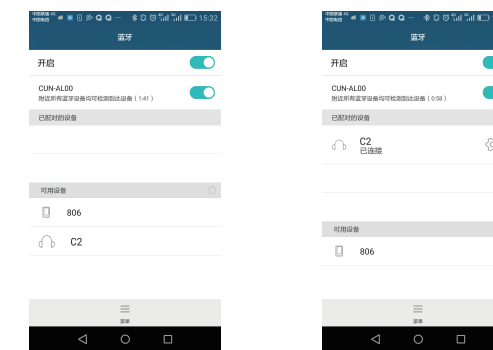 中国联通 4G
中国电信
15:32
蓝牙
开启
CUN-AL00
附近所有蓝牙设备均可检测到此设备（1:41）
已配对的设备
可用设备
806
C2
菜单
中国联通 4G
中国电信
蓝牙
开启
CUN-AL00
附近所有蓝牙设备均可检测到此设备（0:58）
已配对的设备
C2
已连接
可用设备
806
菜单